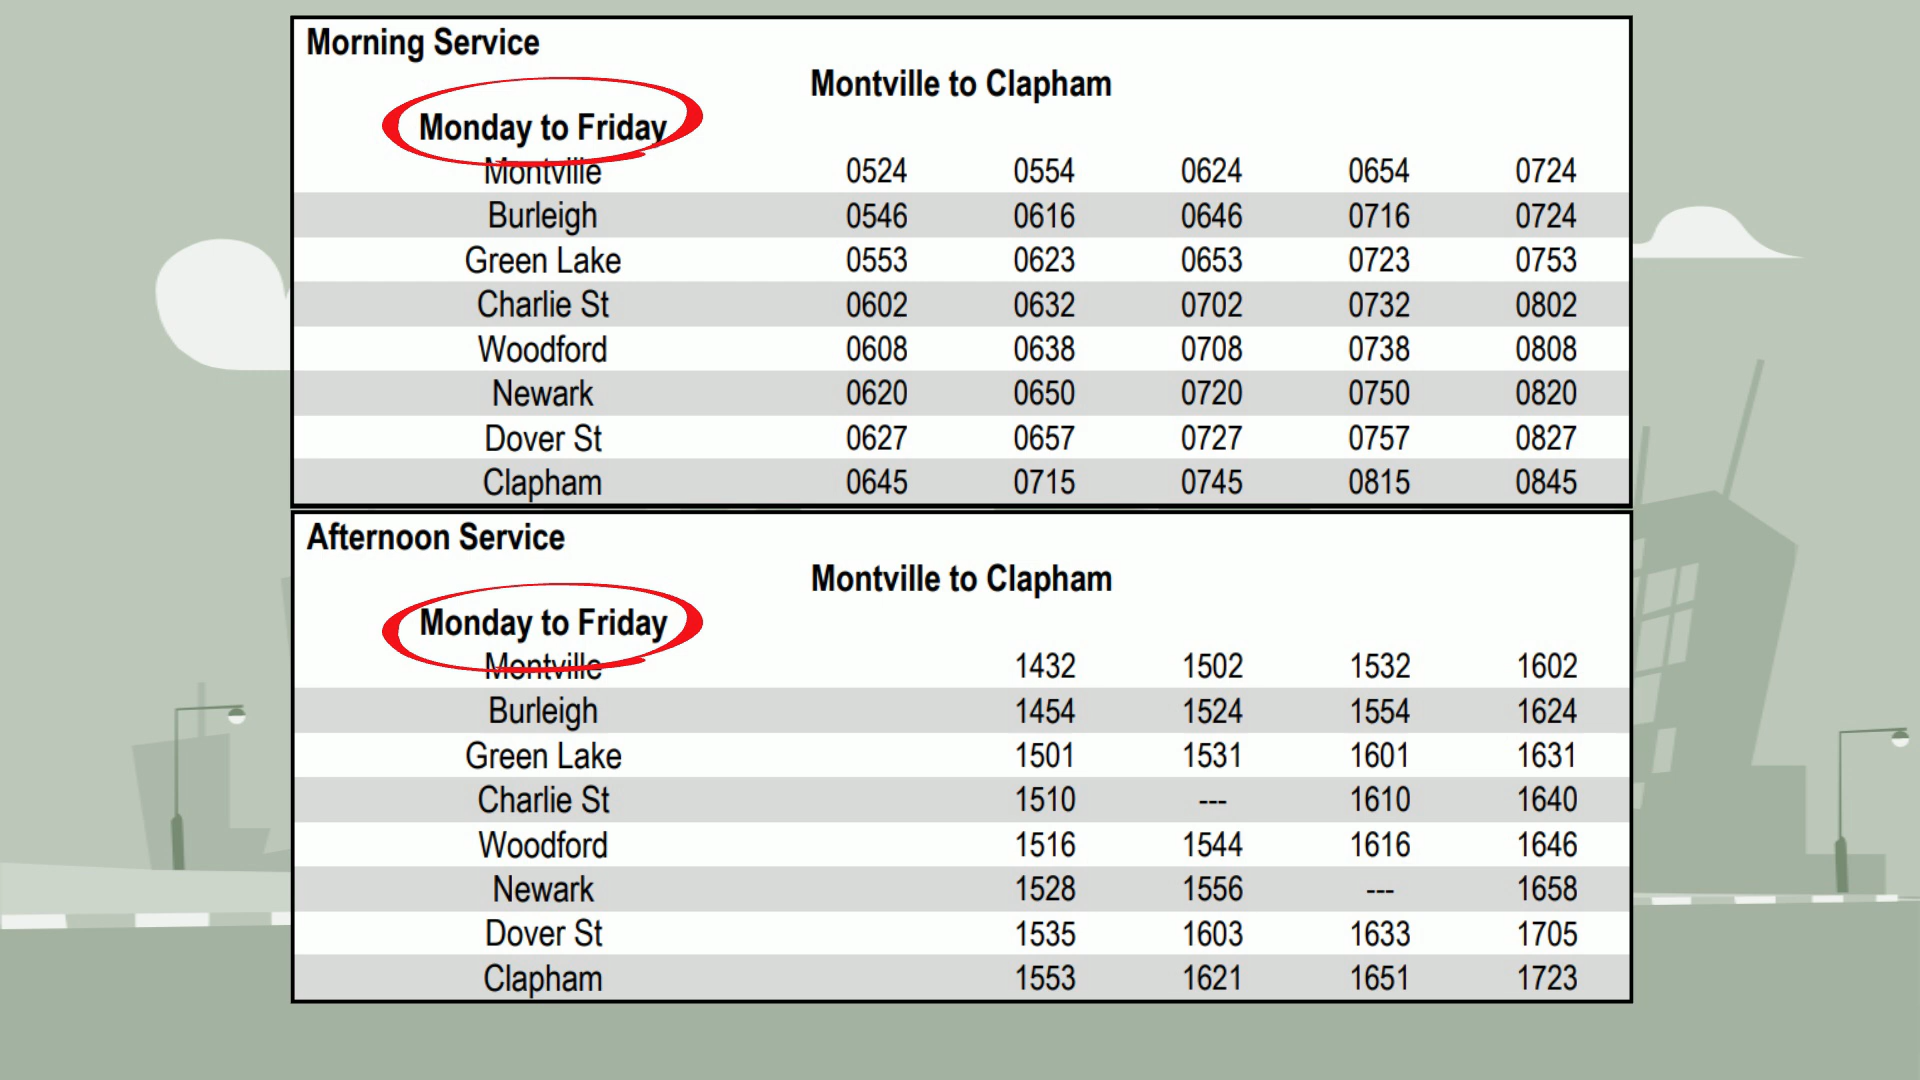 Morning Service
Montville to Clapham
Monday to Friday
Montville 0524 0554 0624 0654 0724
Burleigh 0546 0616 0646 0716 0724
Green Lake 0553 0623 0653 0723 0753
Charlie St 0602 0632 0702 0732 0802
Woodford 0608 0638 0708 0738 0808
Newark 0620 0650 0720 0750 0820
Dover St 0627 0657 0727 0757 0827
Clapham 0645 0715 0745 0815 0845
Afternoon Service
Montville to Clapham
Monday to Friday
Montville 1432 1502 1532 1602
Burleigh 1454 1524 1554 1624
Green Lake 1501 1531 1601 1631
Charlie St 1510 --- 1610 1640
Woodford 1516 1544 1616 1646
Newark 1528 1556 --- 1658
Dover St 1535 1603 1633 1705
Clapham 1553 1621 1651 1723